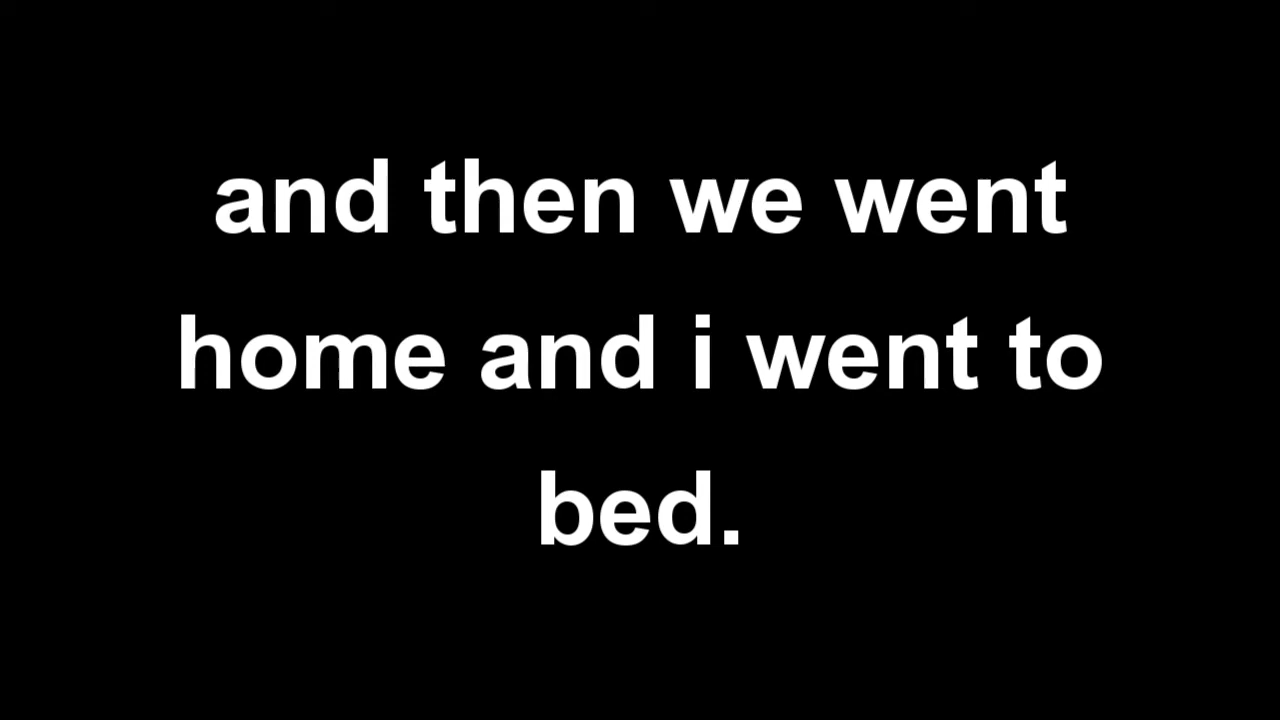 and then we went
home and i went to
bed.